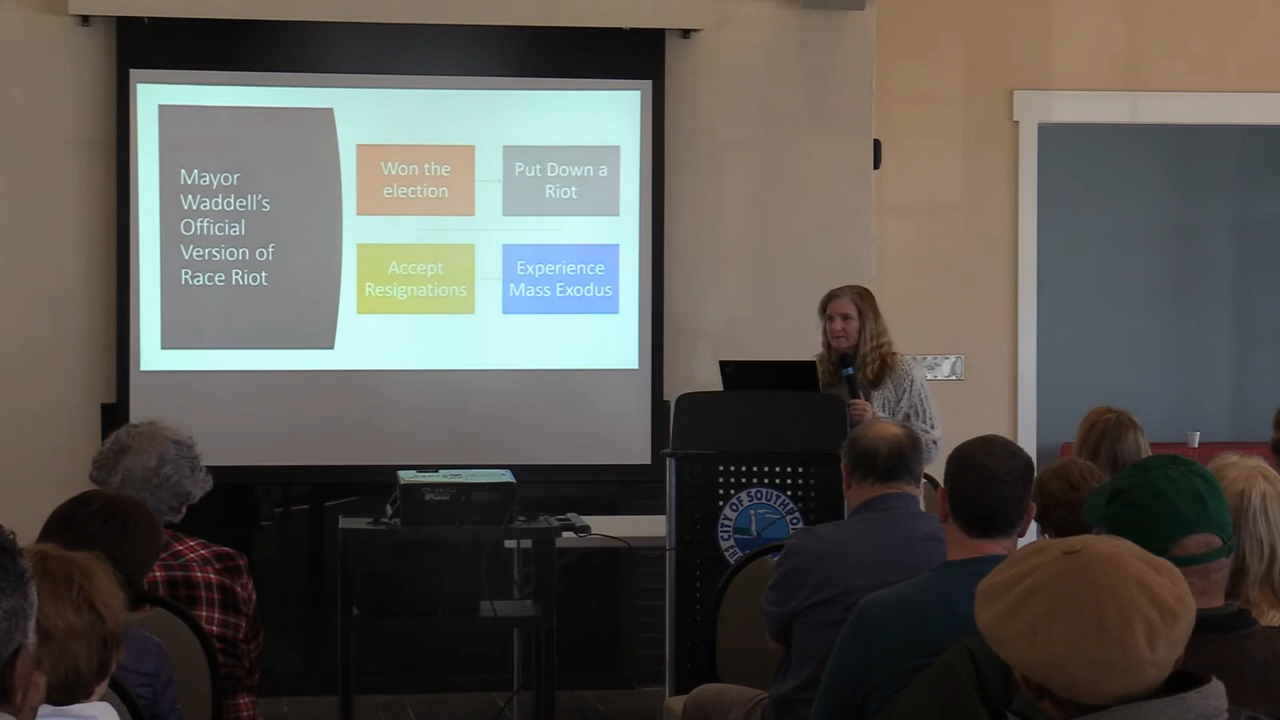 Mayor
Waddell's
Official
Version of
Race Riot
Won the
election
Put Down a
Riot
Accept
Resignations
Experience
Mass Exodus
CITY OF SOUTHPO